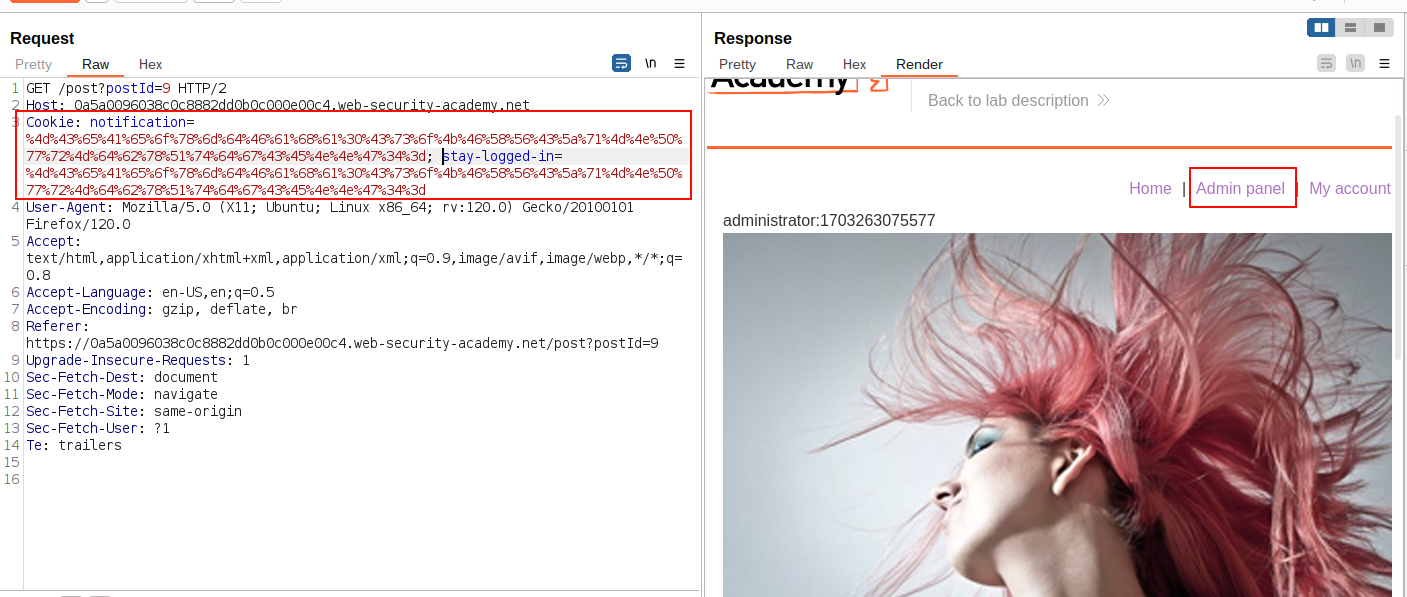 Request
Pretty Raw Hex
\n
1 GET /post?postId=9 HTTP/2
2 Host: 0a5a0096038c0c8882dd0b0c000e00c4.web-security-academy.net
3 Cookie: notification=
%4d%43%65%41%65%6f%78%6d%64%46%61%68%61%30%43%73%6f%4b%46%58%56%43%5a%71%4d%4e%50%
77%72%4d%64%62%78%51%74%64%67%43%45%4e%4e%47%34%3d; stay-logged-in=
%4d%43%65%41%65%6f%78%6d%64%46%61%68%61%30%43%73%6f%4b%46%58%56%43%5a%71%4d%4e%50%
77%72%4d%64%62%78%51%74%64%67%43%45%4e%4e%47%34%3d
4 User-Agent: Mozilla/5.0 (X11; Ubuntu; Linux x86_64; rv:120.0) Gecko/20100101
Firefox/120.0
5 Accept:
text/html,application/xhtml+xml,application/xml;q=0.9,image/avif,image/webp,*/*;q=
0.8
6 Accept-Language: en-US,en;q=0.5
7 Accept-Encoding: gzip, deflate, br
8 Referer:
https://0a5a0096038c0c8882dd0b0c000e00c4.web-security-academy.net/post?postId=9
9 Upgrade-Insecure-Requests: 1
10 Sec-Fetch-Dest: document
11 Sec-Fetch-Mode: navigate
12 Sec-Fetch-Site: same-origin
13 Sec-Fetch-User: ?1
14 Te: trailers
15
16
Response
Pretty Raw Hex Render
\n
Academy
Back to lab description
Home | Admin panel | My account
administrator:1703263075577